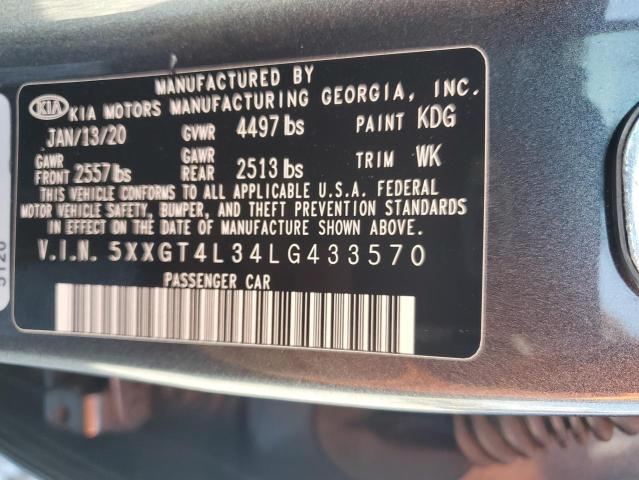 MANUFACTURED BY
KIA KIA MOTORS MANUFACTURING GEORGIA, INC.
JAN/13/20 GVWR 4497 lbs PAINT KDG
GAWR FRONT 2557 lbs GAWR REAR 2513 lbs TRIM WK
THIS VEHICLE CONFORMS TO ALL APPLICABLE U.S.A. FEDERAL
MOTOR VEHICLE SAFETY, BUMPER, AND THEFT PREVENTION STANDARDS
IN EFFECT ON THE DATE OF MANUFACTURE SHOWN ABOVE.
V.I.N. 5XXGT4L34LG433570
PASSENGER CAR